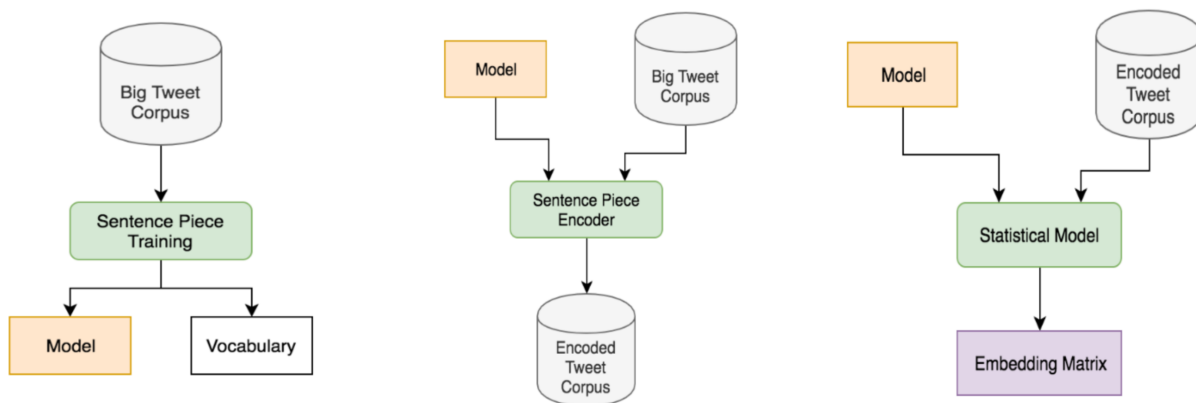 Big Tweet
Corpus
Sentence Piece
Training
Model
Vocabulary
Model
Big Tweet
Corpus
Sentence Piece
Encoder
Encoded
Tweet
Corpus
Model
Encoded
Tweet
Corpus
Statistical Model
Embedding Matrix